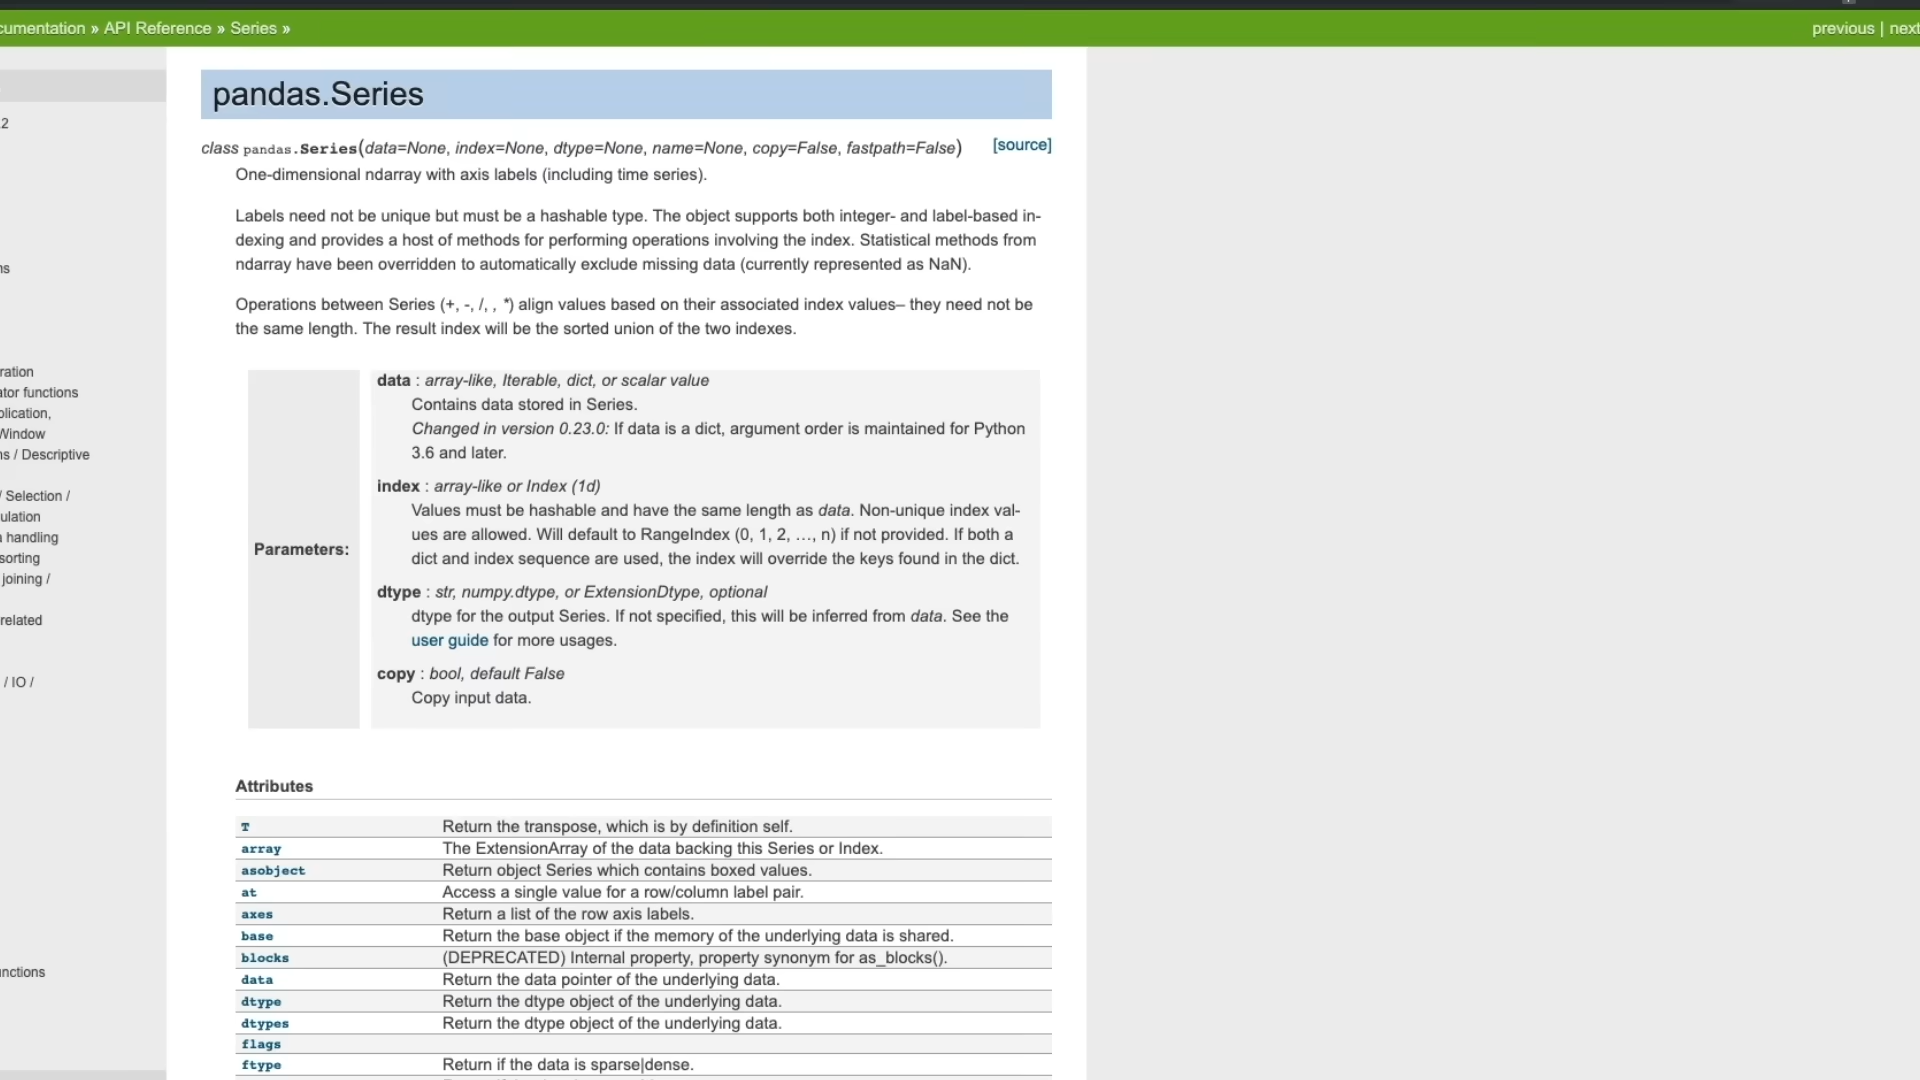 cumentation » API Reference » Series »
previous | next
pandas.Series
class pandas.Series(data=None, index=None, dtype=None, name=None, copy=False, fastpath=False) [source]
One-dimensional ndarray with axis labels (including time series).
Labels need not be unique but must be a hashable type. The object supports both integer- and label-based in-
dexing and provides a host of methods for performing operations involving the index. Statistical methods from
ndarray have been overridden to automatically exclude missing data (currently represented as NaN).
Operations between Series (+, -, /, , *) align values based on their associated index values– they need not be
the same length. The result index will be the sorted union of the two indexes.
Parameters:
data : array-like, Iterable, dict, or scalar value
Contains data stored in Series.
Changed in version 0.23.0: If data is a dict, argument order is maintained for Python
3.6 and later.
index : array-like or Index (1d)
Values must be hashable and have the same length as data. Non-unique index val-
ues are allowed. Will default to RangeIndex (0, 1, 2, …, n) if not provided. If both a
dict and index sequence are used, the index will override the keys found in the dict.
dtype : str, numpy.dtype, or ExtensionDtype, optional
dtype for the output Series. If not specified, this will be inferred from data. See the
user guide for more usages.
copy : bool, default False
Copy input data.
Attributes
T Return the transpose, which is by definition self.
array The ExtensionArray of the data backing this Series or Index.
asobject Return object Series which contains boxed values.
at Access a single value for a row/column label pair.
axes Return a list of the row axis labels.
base Return the base object if the memory of the underlying data is shared.
blocks (DEPRECATED) Internal property, property synonym for as_blocks().
data Return the data pointer of the underlying data.
dtype Return the dtype object of the underlying data.
dtypes Return the dtype object of the underlying data.
flags
ftype Return if the data is sparse|dense.
.2
ns
ration
ator functions
plication,
Window
ns / Descriptive
/ Selection /
ulation
a handling
sorting
joining /
related
/ IO /
unctions